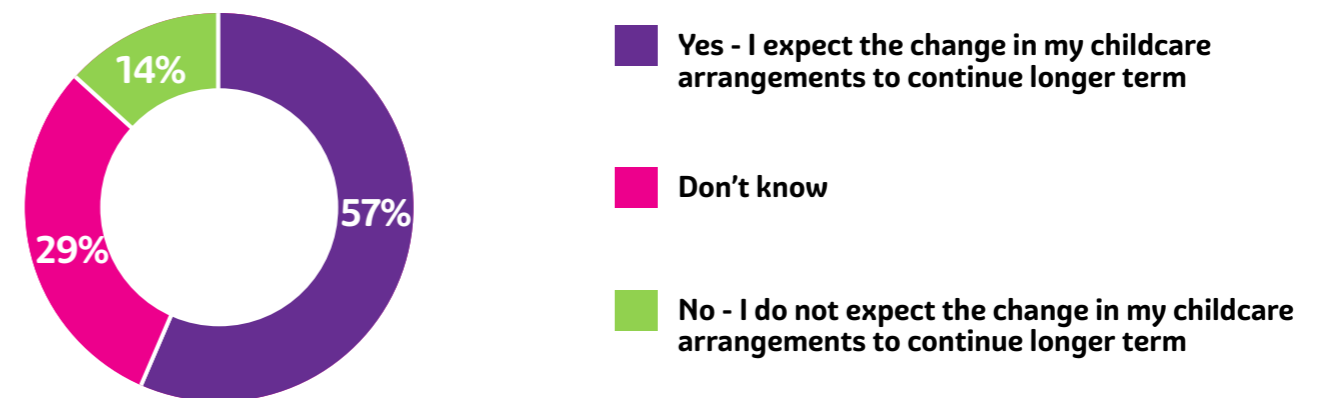 14%
57%
29%
Yes - I expect the change in my childcare
arrangements to continue longer term
Don’t know
No - I do not expect the change in my childcare
arrangements to continue longer term